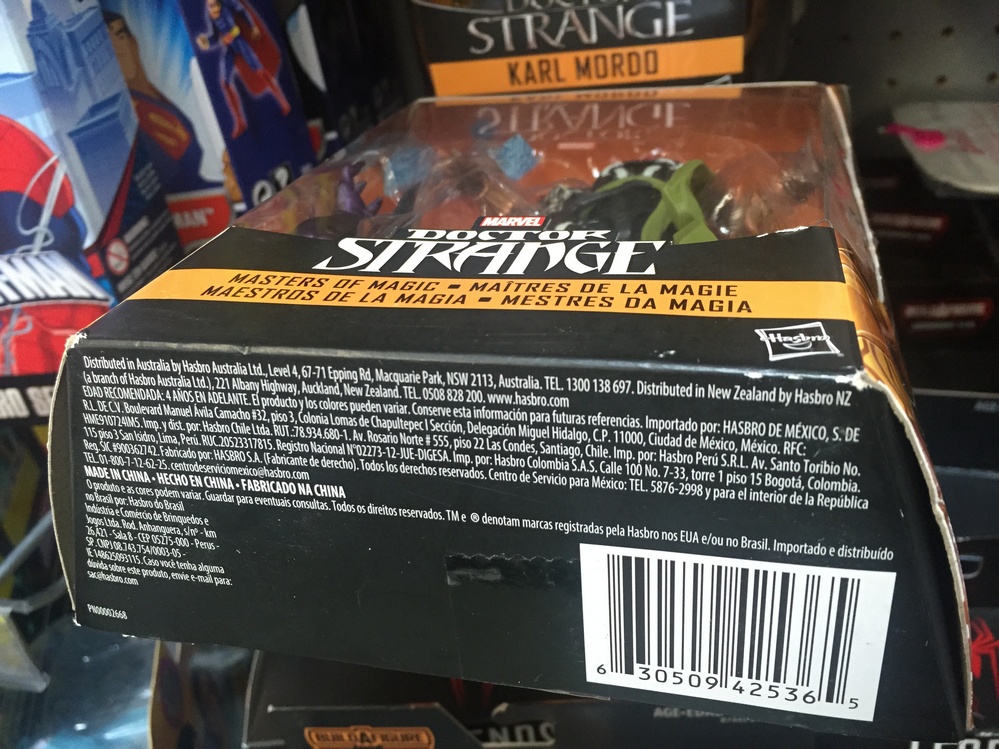 DOCTOR
STRANGE
KARL MORDO
MARVEL
DOCTOR
STRANGE
MASTERS OF MAGIC - MAÎTRES DE LA MAGIE
MAESTROS DE LA MAGIA - MESTRES DA MAGIA
Hasbro
Distributed in Australia by Hasbro Australia Ltd., Level 4, 67-71 Epping Rd, Macquarie Park, NSW 2113, Australia. TEL. 1300 138 697. Distributed in New Zealand by Hasbro NZ
(a branch of Hasbro Australia Ltd.), 221 Albany Highway, Auckland, New Zealand. TEL. 0508 828 200. www.hasbro.com
EDAD RECOMENDADA: 4 AÑOS EN ADELANTE. El producto y los colores pueden variar. Conserve esta información para futuras referencias. Importado por: HASBRO DE MÉXICO, S. DE
R.L. DE C.V. Boulevard Manuel Ávila Camacho #32, piso 3, Colonia Lomas de Chapultepec I Sección, Delegación Miguel Hidalgo, C.P. 11000, Ciudad de México, México. RFC:
HME910724IM5. Imp. y dist. por: Hasbro Chile Ltda. RUT.:78.934.680-1. Av. Rosario Norte # 555, piso 22 Las Condes, Santiago, Chile. Imp. por: Hasbro Perú S.R.L. Av. Santo Toribio No.
115 piso 3 San Isidro, Lima, Perú. RUC.20523317815. Registro Nacional N°02273-12-JUE-DIGESA. Imp. por: Hasbro Colombia S.A.S. Calle 100 No. 7-33, torre 1 piso 15 Bogotá, Colombia.
Reg. SIC #900362742. Fabricado por: HASBRO S.A. (Fabricante de derecho). Todos los derechos reservados. Centro de Servicio para México: TEL. 5876-2998 y para el interior de la República
TEL. 01-800-7-12-62-25. centrodeserviciomexico@hasbro.com
MADE IN CHINA • HECHO EN CHINA • FABRICADO NA CHINA
O produto e as cores podem variar. Guardar para eventuais consultas. Todos os direitos reservados. TM e ® denotam marcas registradas pela Hasbro nos EUA e/ou no Brasil. Importado e distribuído
no Brasil por: Hasbro do Brasil
Indústria e Comércio de Brinquedos e
Jogos Ltda. Rod. Anhanguera, s/nº - km
26,421 - Sala 8 - CEP 05275-000 - Perus -
SP. CNPJ 08.743.754/0003-05 -
IE 148625093115. Caso você tenha alguma
dúvida sobre este produto, envie e-mail para:
sac@hasbro.com
PN00002668
6 30509 42536 5
BUILD A FIGURE